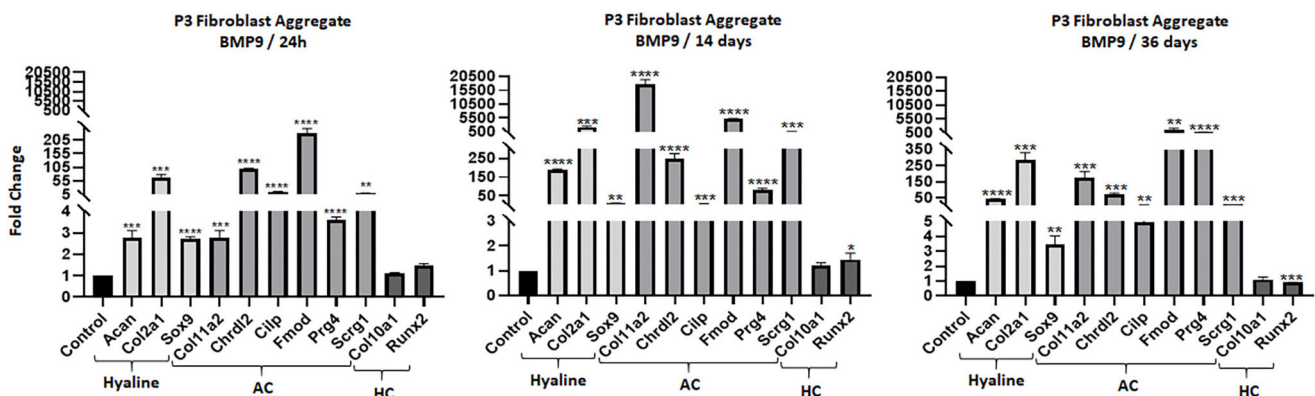 P3 Fibroblast Aggregate
BMP9 / 24h
Fold Change
20500
15500
10500
5500
500
205
155
105
55
5
4
3
2
1
0
***
***
****
***
****
****
****
****
**
Control
Acan
Col2a1
Sox9
Col11a2
Chrdl2
Cilp
Fmod
Prg4
Scrg1
Col10a1
Runx2
Hyaline
AC
HC
P3 Fibroblast Aggregate
BMP9 / 14 days
20500
15500
10500
5500
500
250
150
50
3
2
1
0
****
***
**
****
****
***
****
****
***
*
Control
Acan
Col2a1
Sox9
Col11a2
Chrdl2
Cilp
Fmod
Prg4
Scrg1
Col10a1
Runx2
Hyaline
AC
HC
P3 Fibroblast Aggregate
BMP9 / 36 days
20500
15500
10500
5500
500
350
250
150
50
5
4
3
2
1
0
****
***
**
***
***
**
**
****
***
***
Control
Acan
Col2a1
Sox9
Col11a2
Chrdl2
Cilp
Fmod
Prg4
Scrg1
Col10a1
Runx2
Hyaline
AC
HC